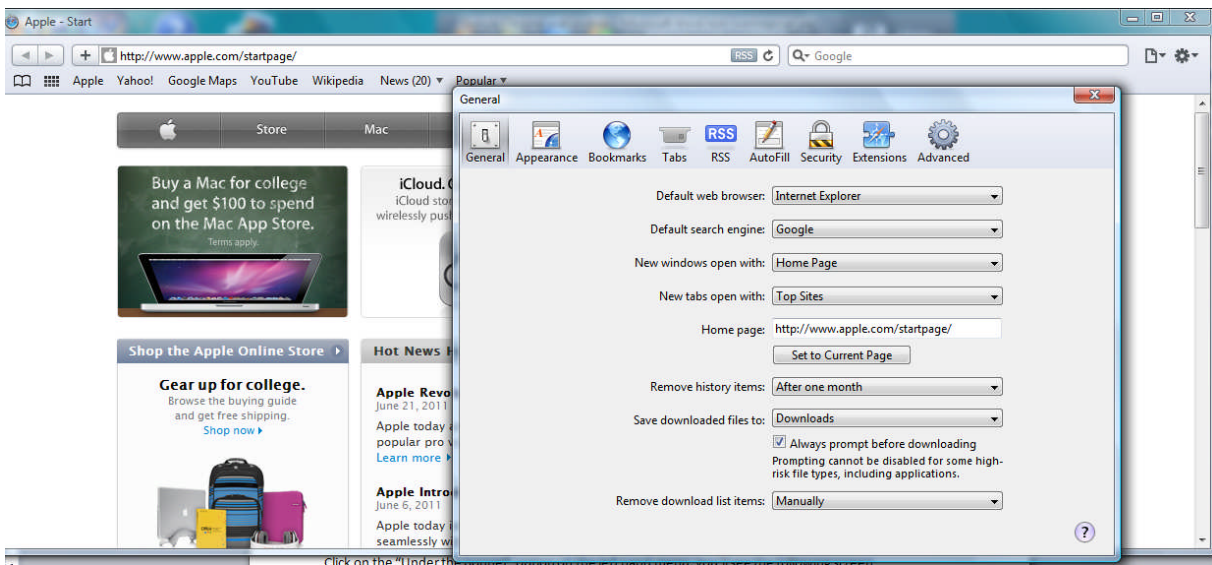 Apple - Start
http://www.apple.com/startpage/
RSS
Google
Apple Yahoo! Google Maps YouTube Wikipedia News (20) Popular
Store Mac
Buy a Mac for college
and get $100 to spend
on the Mac App Store.
Terms apply.
iCloud.
iCloud
wirelessly
Shop the Apple Online Store
Gear up for college.
Browse the buying guide
and get free shipping.
Shop now
Hot News
Apple Revo
June 21, 2011
Apple today
popular pro
Learn more
Apple Intro
June 6, 2011
Apple today
seamlessly
General
General Appearance Bookmarks Tabs RSS RSS AutoFill Security Extensions Advanced
Default web browser: Internet Explorer
Default search engine: Google
New windows open with: Home Page
New tabs open with: Top Sites
Home page: http://www.apple.com/startpage/
Set to Current Page
Remove history items: After one month
Save downloaded files to: Downloads
Always prompt before downloading
Prompting cannot be disabled for some high-
risk file types, including applications.
Remove download list items: Manually
?
Click on the "Under the